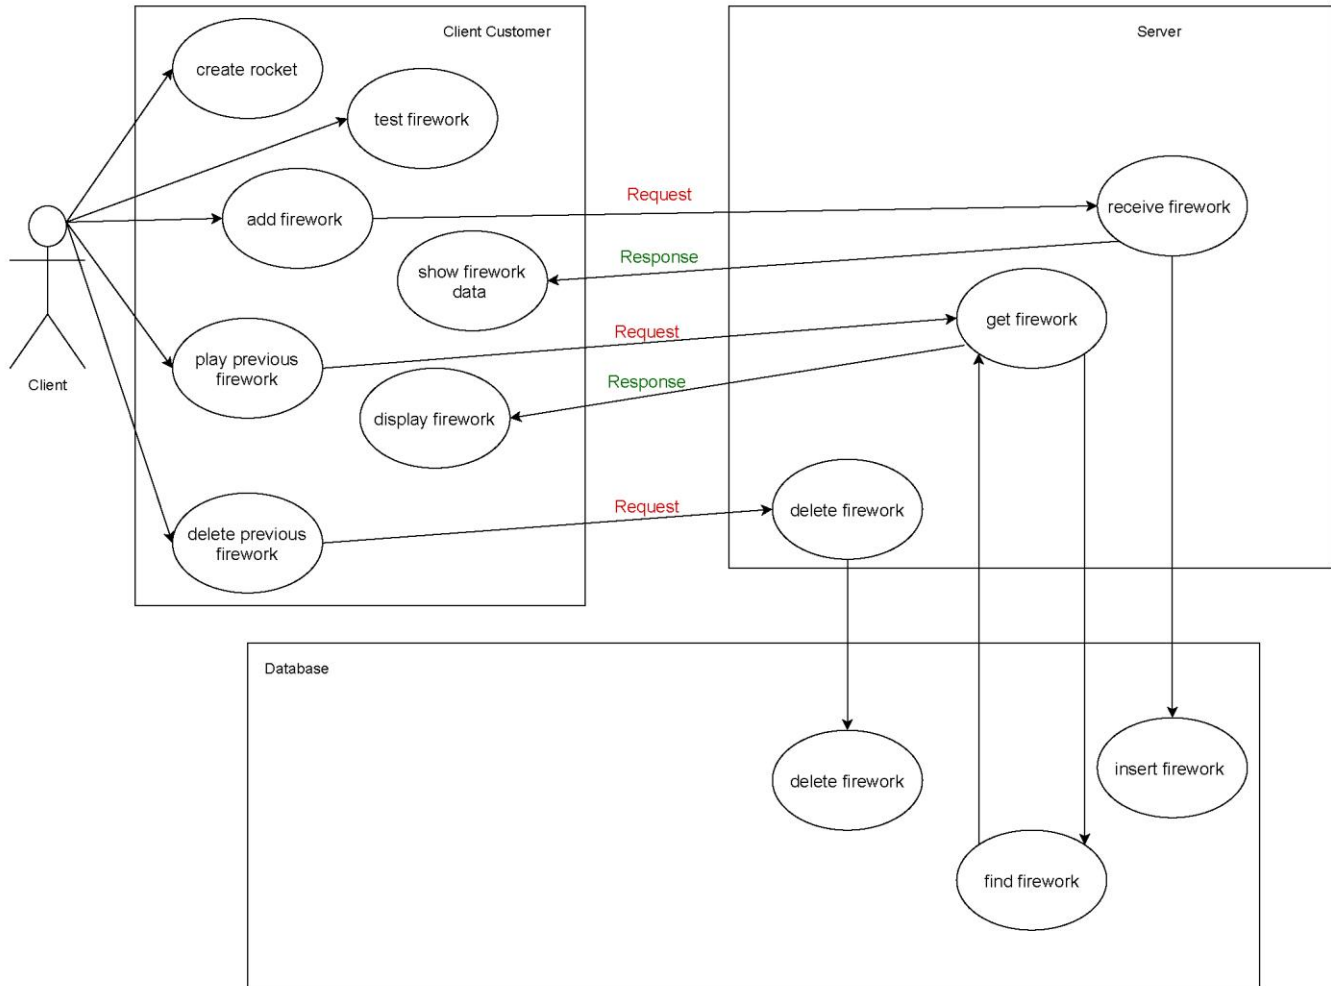 Client Customer
Server
create rocket
test firework
Request
receive firework
add firework
Response
show firework
data
get firework
Request
play previous
firework
Client
Response
display firework
Request
delete firework
delete previous
firework
Database
insert firework
delete firework
find firework